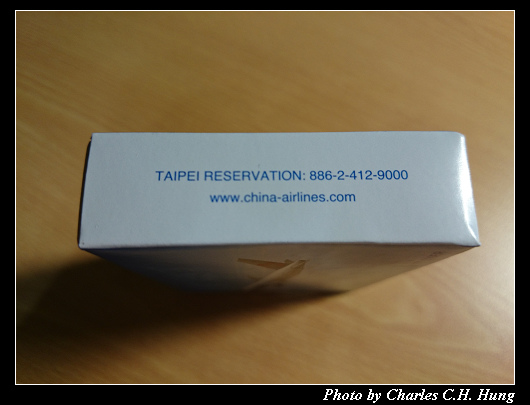 TAIPEI RESERVATION: 886-2-412-9000
www.china-airlines.com
Photo by Charles C.H. Hung